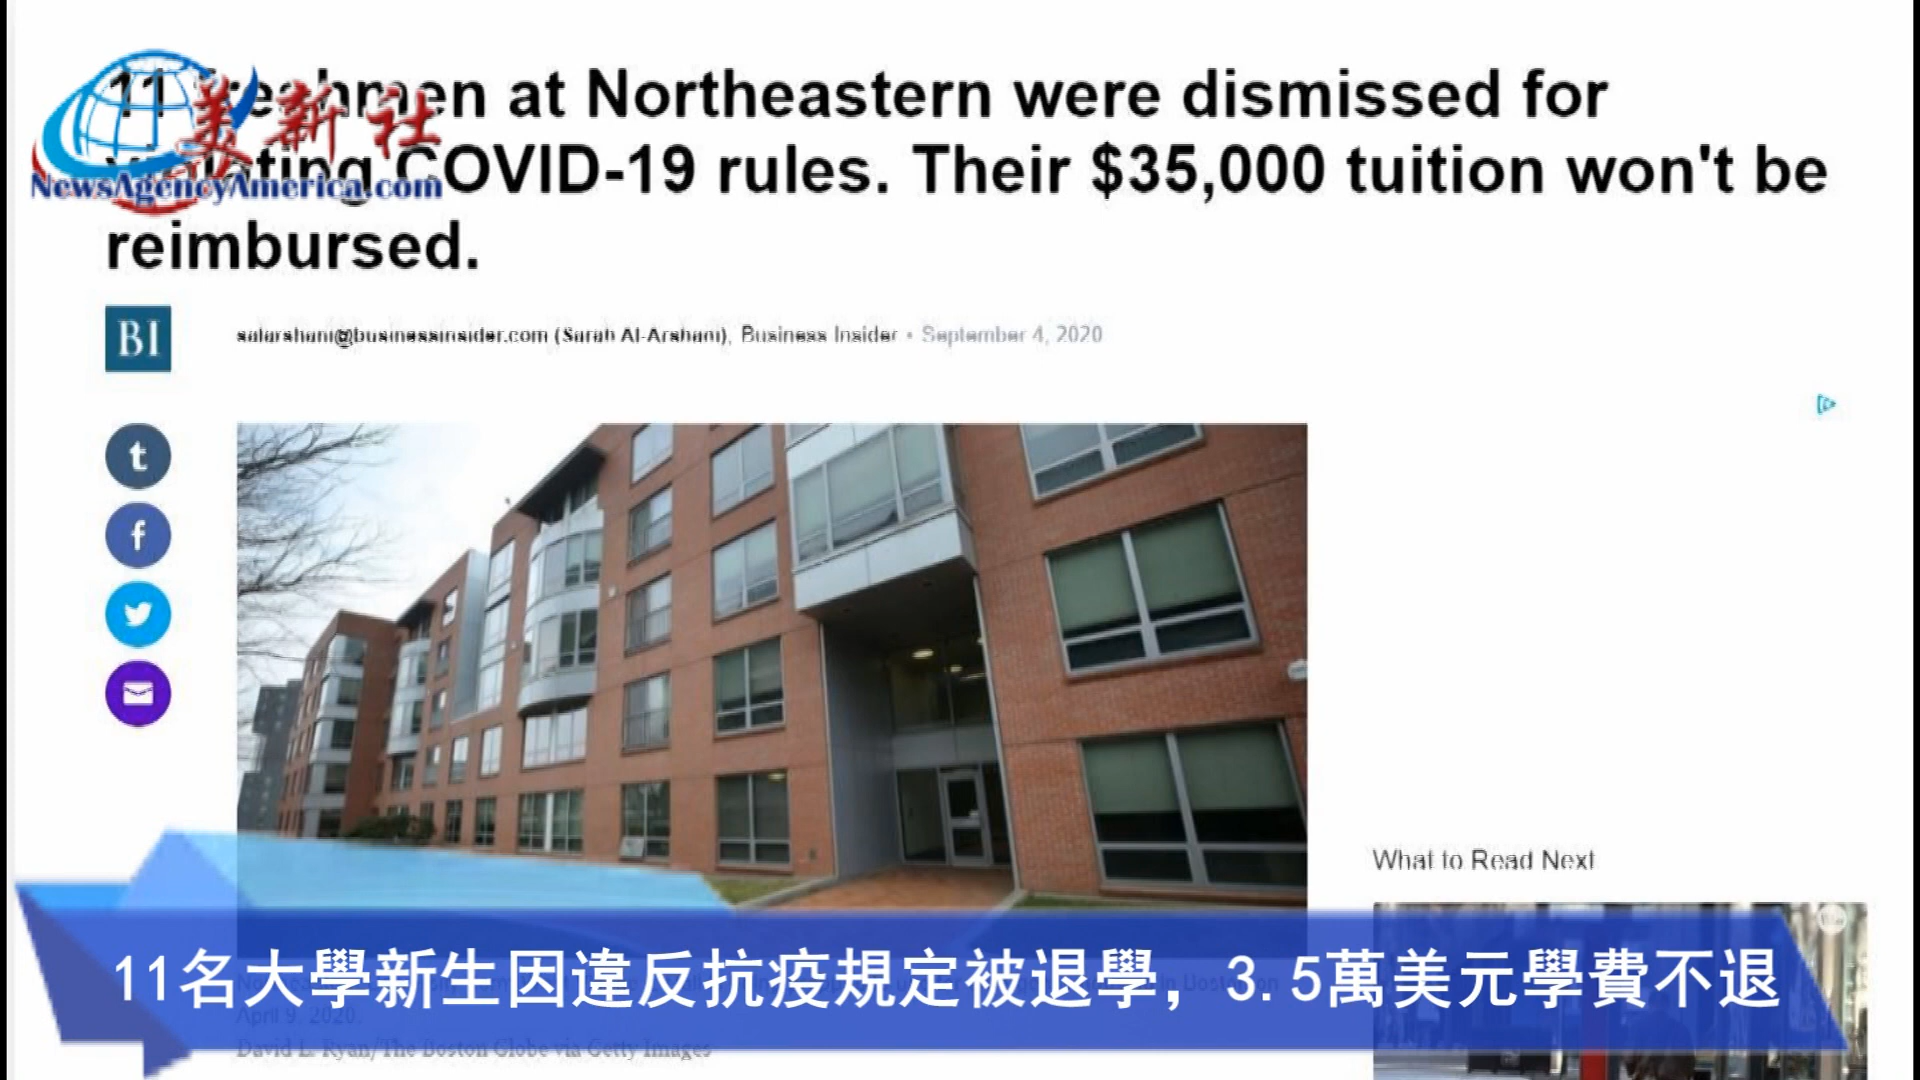 美新社
NewsAgencyAmerica.com
11 freshmen at Northeastern were dismissed for
violating COVID-19 rules. Their $35,000 tuition won't be
reimbursed.
BI
salarshani@businessinsider.com (Sarah Al-Arshani), Business Insider • September 4, 2020
What to Read Next
11名大學新生因違反抗疫規定被退學, 3.5萬美元學費不退
April 9, 2020.
David L. Ryan/The Boston Globe via Getty Images